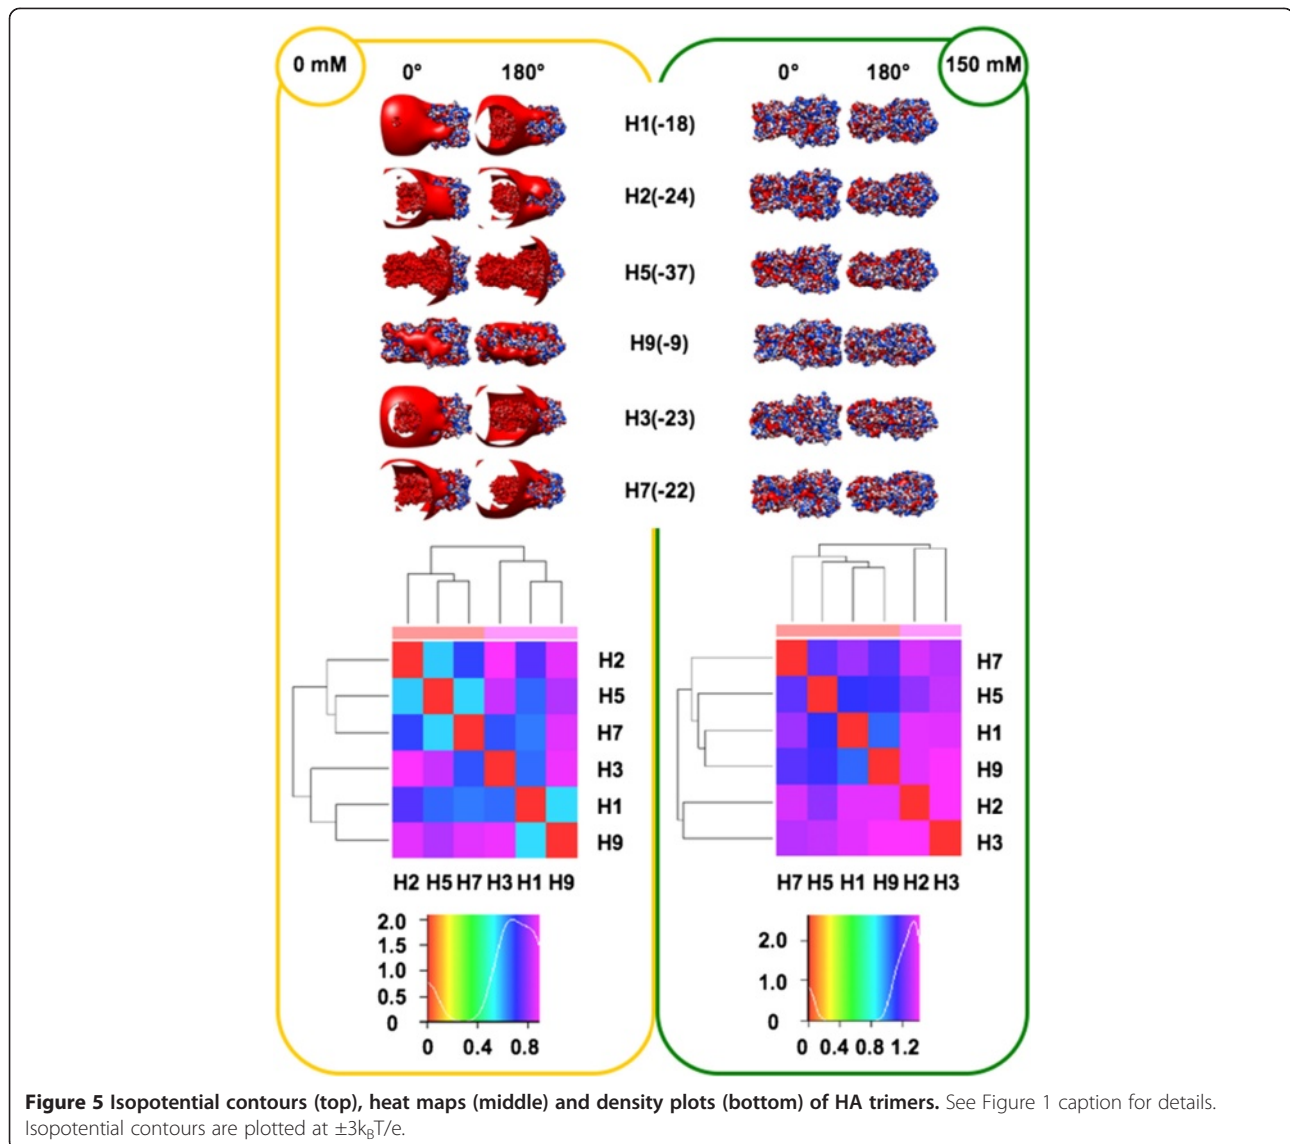 0 mM
0° 180°
150 mM
0° 180°
H1(-18)
H2(-24)
H5(-37)
H9(-9)
H3(-23)
H7(-22)
H2
H5
H7
H3
H1
H9
H2 H5 H7 H3 H1 H9
2.0
1.5
1.0
0.5
0
0 0.4 0.8
H7
H5
H1
H9
H2
H3
H7 H5 H1 H9 H2 H3
2.0
1.0
0
0 0.4 0.8 1.2
Figure 5 Isopotential contours (top), heat maps (middle) and density plots (bottom) of HA trimers. See Figure 1 caption for details.
Isopotential contours are plotted at ±3k_BT/e.